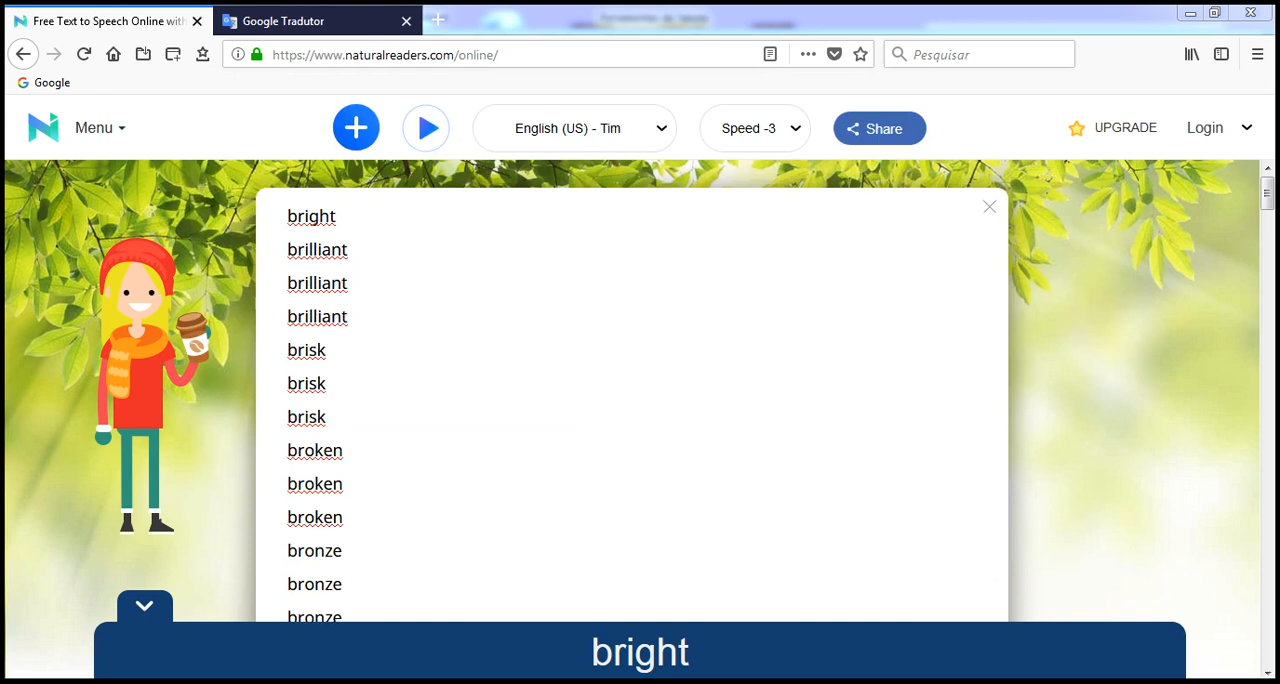 Free Text to Speech Online with
Google Tradutor
https://www.naturalreaders.com/online/
Pesquisar
Google
Menu
English (US) - Tim
Speed -3
Share
UPGRADE
Login
bright
brilliant
brilliant
brilliant
brisk
brisk
brisk
broken
broken
broken
bronze
bronze
bronze
bright